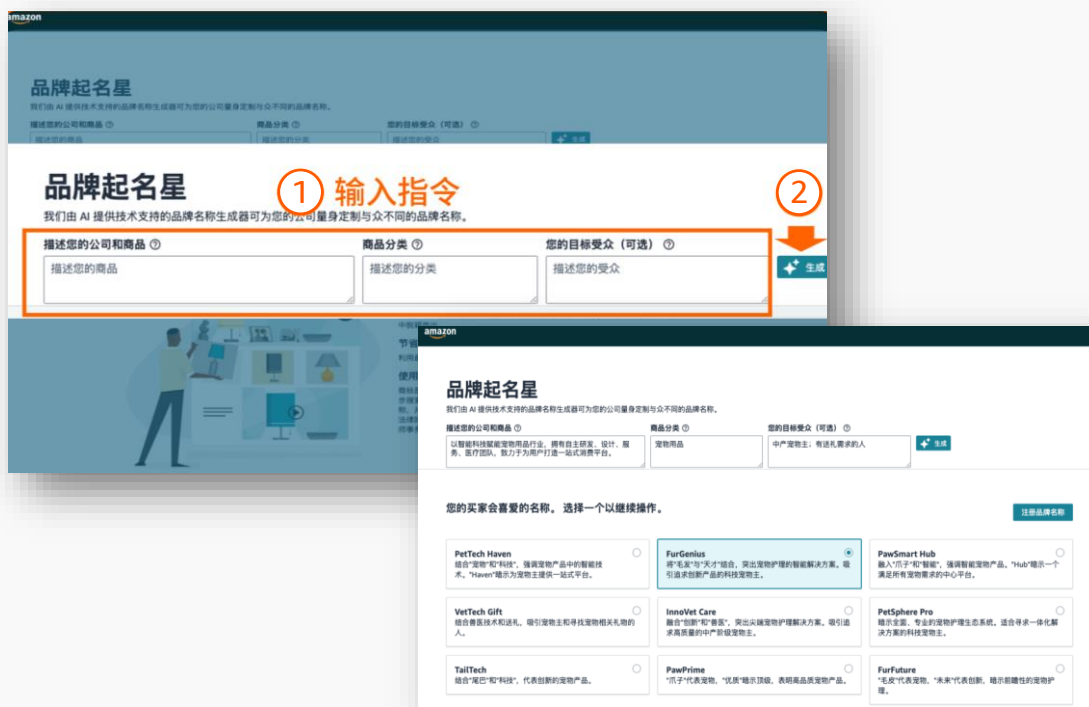 amazon
品牌起名星
我们由 AI 提供技术支持的品牌名称生成器可为您的公司量身定制与众不同的品牌名称。
描述您的公司和商品
商品分类
您的目标受众（可选）
描述您的商品
描述您的分类
描述您的受众
生成
品牌起名星
① 输入指令
②
我们由 AI 提供技术支持的品牌名称生成器可为您的公司量身定制与众不同的品牌名称。
描述您的公司和商品
商品分类
您的目标受众（可选）
描述您的商品
描述您的分类
描述您的受众
生成
使用
amazon
品牌起名星
我们由 AI 提供技术支持的品牌名称生成器可为您的公司量身定制与众不同的品牌名称。
描述您的公司和商品
商品分类
您的目标受众（可选）
以智能科技赋能宠物用品行业，拥有自主研发、设计、服
务、医疗团队，致力于为用户打造一站式消费平台。
宠物用品
中产宠物主；有送礼需求的人
生成
您的买家会喜爱的名称。 选择一个以继续操作。
注册品牌名称
PetTech Haven
结合"宠物"和"科技"，强调宠物产品中的智能技
术。"Haven"暗示为宠物主提供一站式平台。
FurGenius
将"毛发"与"天才"结合，突出宠物护理的智能解决方案。吸
引追求创新产品的科技宠物主。
PawSmart Hub
融入"爪子"和"智能"，强调智能宠物产品。"Hub"暗示一个
满足所有宠物需求的中心平台。
VetTech Gift
结合兽医技术和送礼，吸引宠物主和寻找宠物相关礼物的
人。
InnoVet Care
融合"创新"和"兽医"，突出尖端宠物护理解决方案。吸引追
求高质量的中产阶级宠物主。
PetSphere Pro
暗示全面、专业的宠物护理生态系统。适合寻求一体化解
决方案的科技宠物主。
TailTech
结合"尾巴"和"科技"，代表创新的宠物产品。
PawPrime
"爪子"代表宠物，"优质"暗示顶级，表明高品质宠物产品。
FurFuture
"毛皮"代表宠物，"未来"代表创新，暗示前瞻性的宠物护
理。